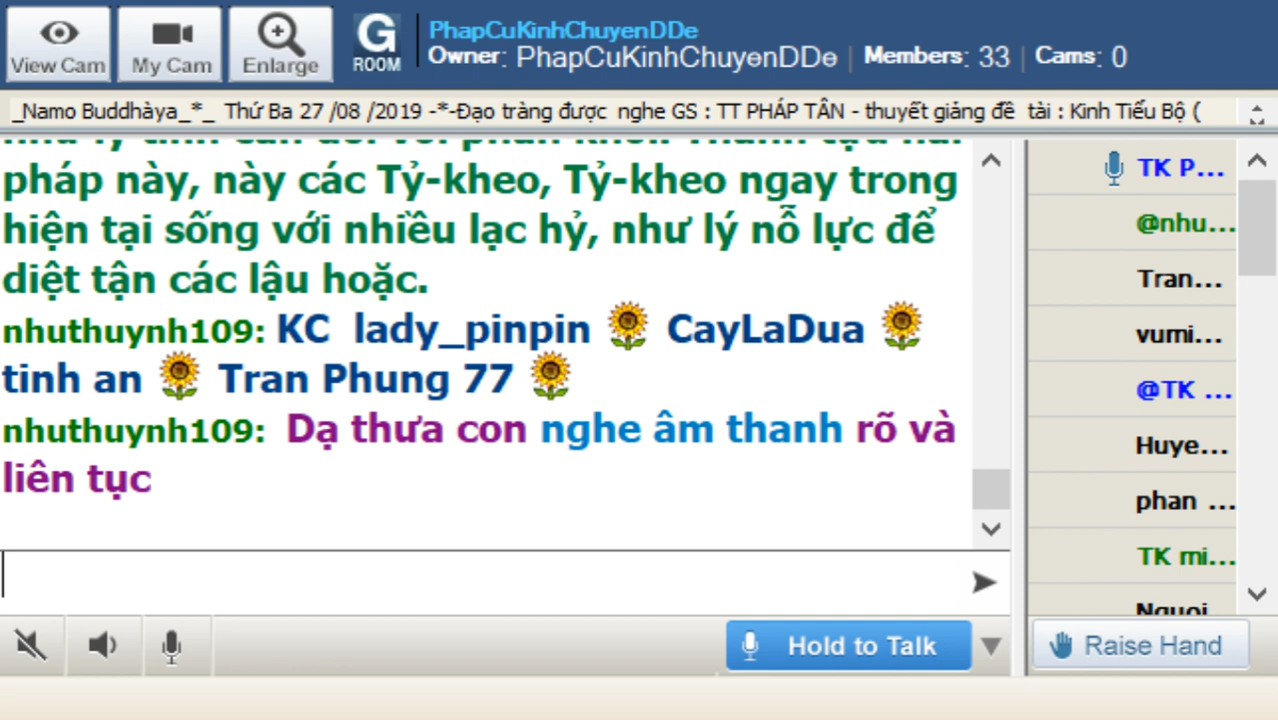 View Cam
My Cam
Enlarge
G
ROOM
PhapCuKinhChuyenDDe
Owner: PhapCuKinhChuyenDDe | Members: 33 | Cams: 0
_Namo Buddhàya_*_ Thứ Ba 27 /08 /2019 -*-Đạo tràng được nghe GS : TT PHÁP TÂN - thuyết giảng đề tài : Kinh Tiểu Bộ (
pháp này, này các Tỷ-kheo, Tỷ-kheo ngay trong
hiện tại sống với nhiều lạc hỷ, như lý nỗ lực để
diệt tận các lậu hoặc.
nhuthuynh109: KC lady_pinpin 🌻 CayLaDua 🌻
tinh an 🌻 Tran Phung 77 🌻
nhuthuynh109: Dạ thưa con nghe âm thanh rõ và
liên tục
TK P...
@nhu...
Tran...
vumi...
@TK ...
Huye...
phan ...
TK mi...
Nguoi
Hold to Talk
Raise Hand